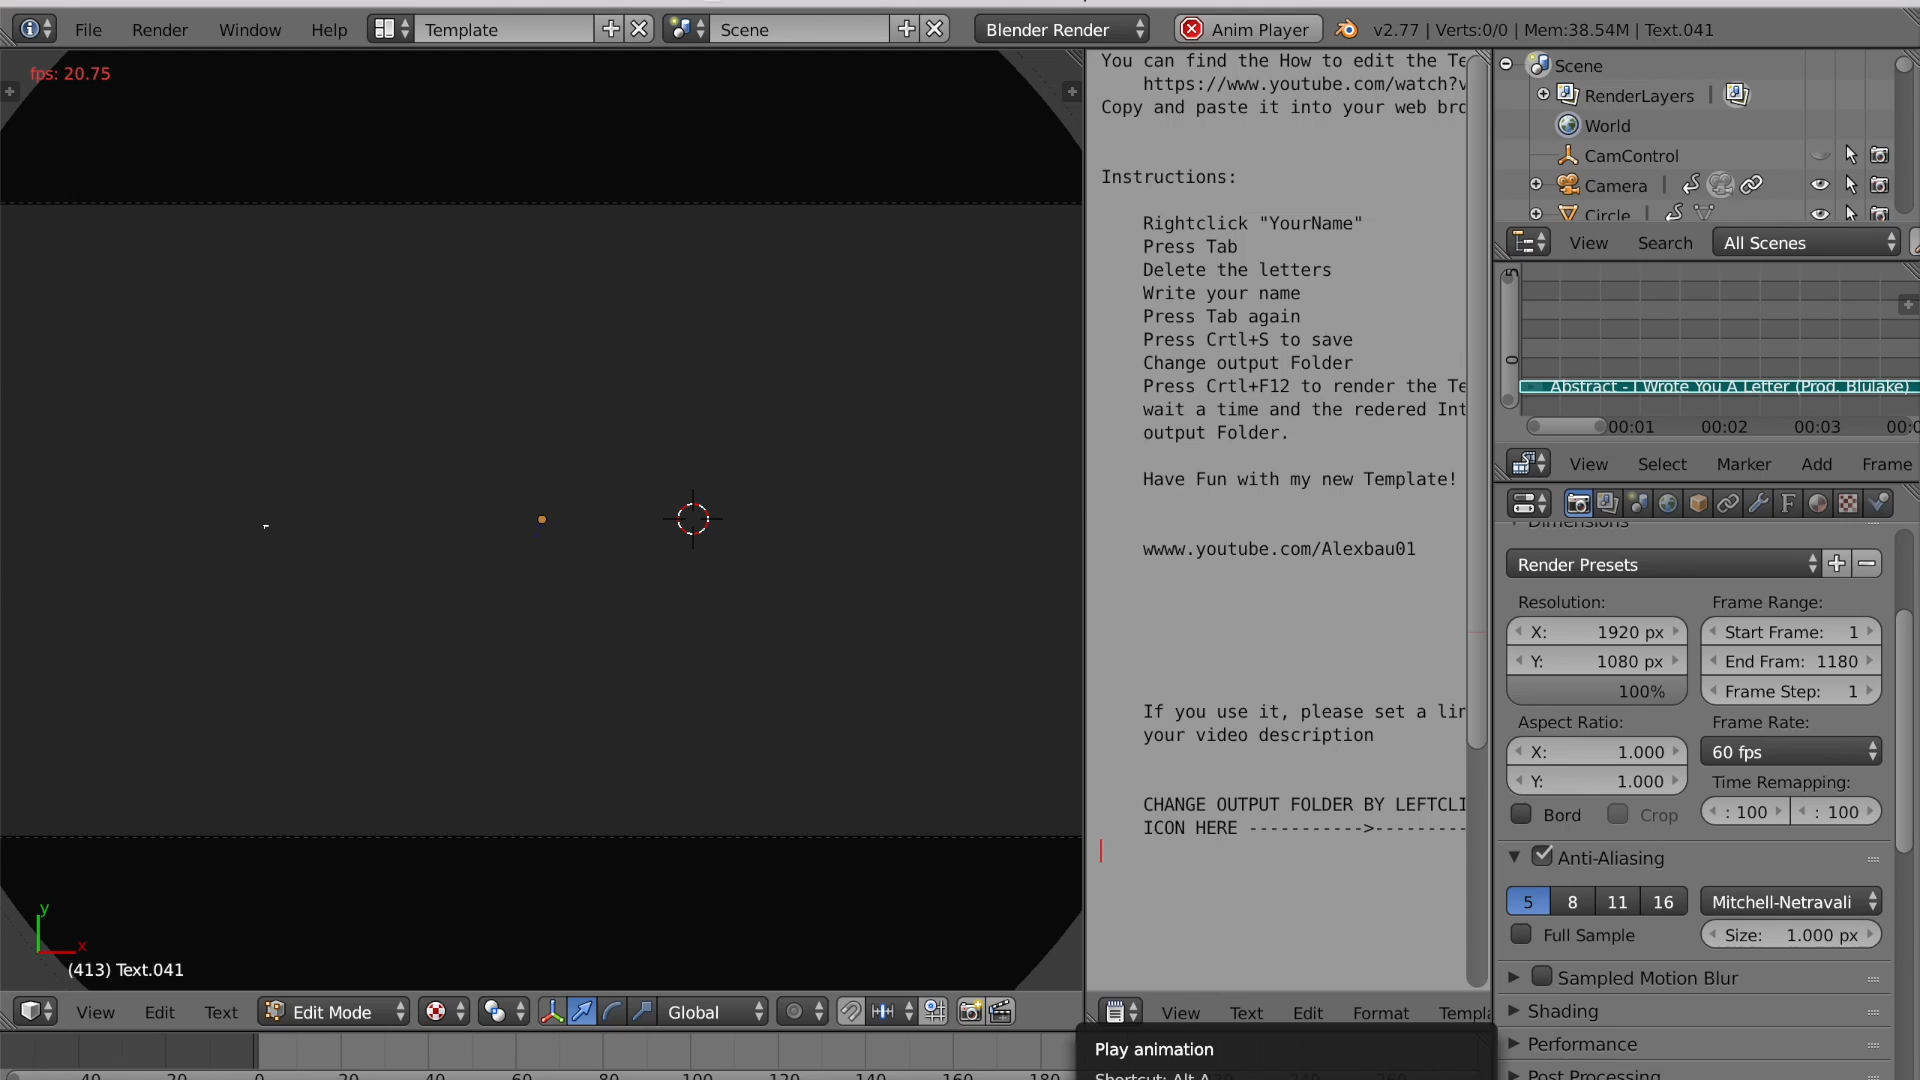 File Render Window Help Template Scene Blender Render Anim Player v2.77 | Verts:0/0 | Mem:38.54M | Text.041
fps: 20.75
(413) Text.041
View Edit Text Edit Mode Global
40 20 0 20 40 60 80 100 120 140 160 180
You can find the How to edit the Te
https://www.youtube.com/watch?v
Copy and paste it into your web bro
Instructions:
Rightclick "YourName"
Press Tab
Delete the letters
Write your name
Press Tab again
Press Crtl+S to save
Change output Folder
Press Crtl+F12 to render the Te
wait a time and the redered Int
output Folder.
Have Fun with my new Template!
wwww.youtube.com/Alexbau01
If you use it, please set a lin
your video description
CHANGE OUTPUT FOLDER BY LEFTCLI
ICON HERE ----------->---------
View Text Edit Format Templa
Play animation
Shortcut: Alt A
Scene
RenderLayers
World
CamControl
Camera
Circle
View Search All Scenes
5
0
Abstract - I Wrote You A Letter (Prod. Blulake)
00:01 00:02 00:03 00:0
View Select Marker Add Frame
Dimensions
Render Presets
Resolution: Frame Range:
X: 1920 px Start Frame: 1
Y: 1080 px End Fram: 1180
100% Frame Step: 1
Aspect Ratio: Frame Rate:
X: 1.000 60 fps
Y: 1.000 Time Remapping:
Bord Crop : 100 : 100
Anti-Aliasing
5 8 11 16 Mitchell-Netravali
Full Sample Size: 1.000 px
Sampled Motion Blur
Shading
Performance
Post Processing
y
x